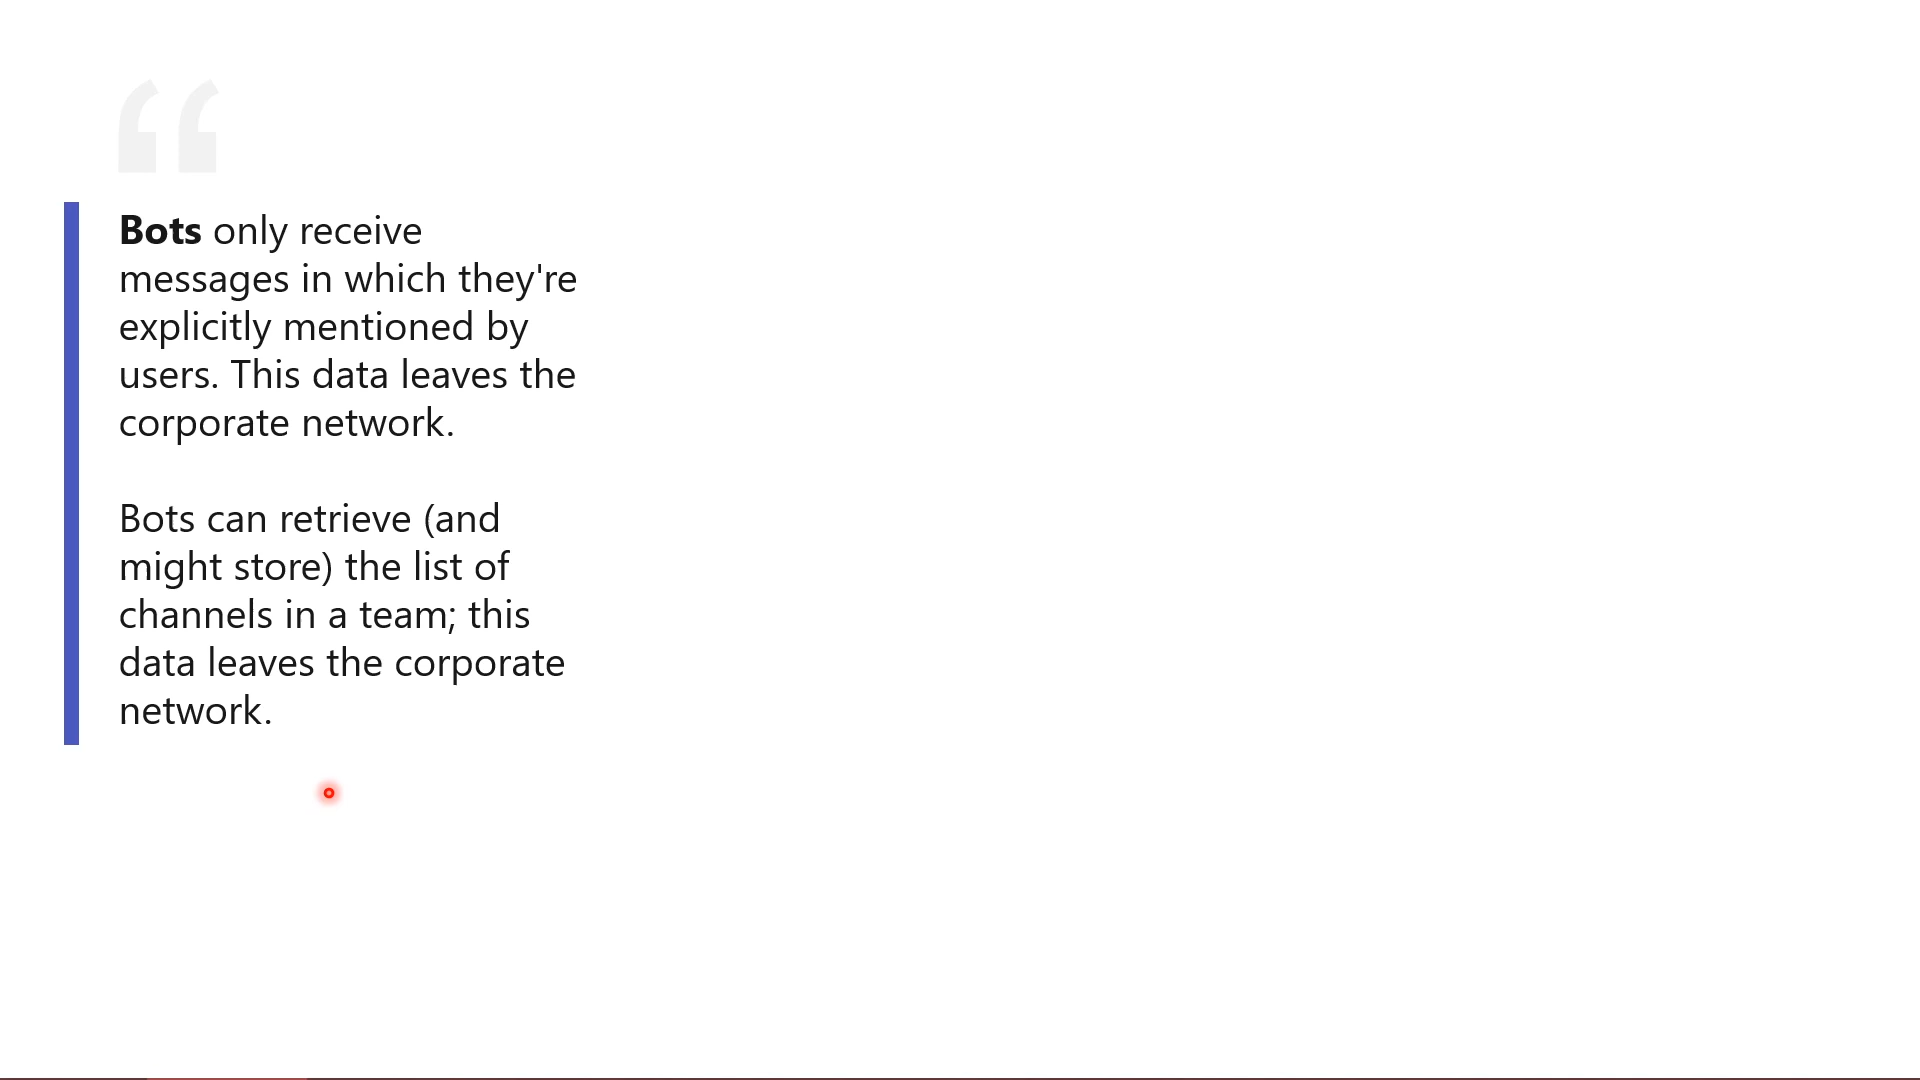 “
Bots only receive
messages in which they're
explicitly mentioned by
users. This data leaves the
corporate network.
Bots can retrieve (and
might store) the list of
channels in a team; this
data leaves the corporate
network.